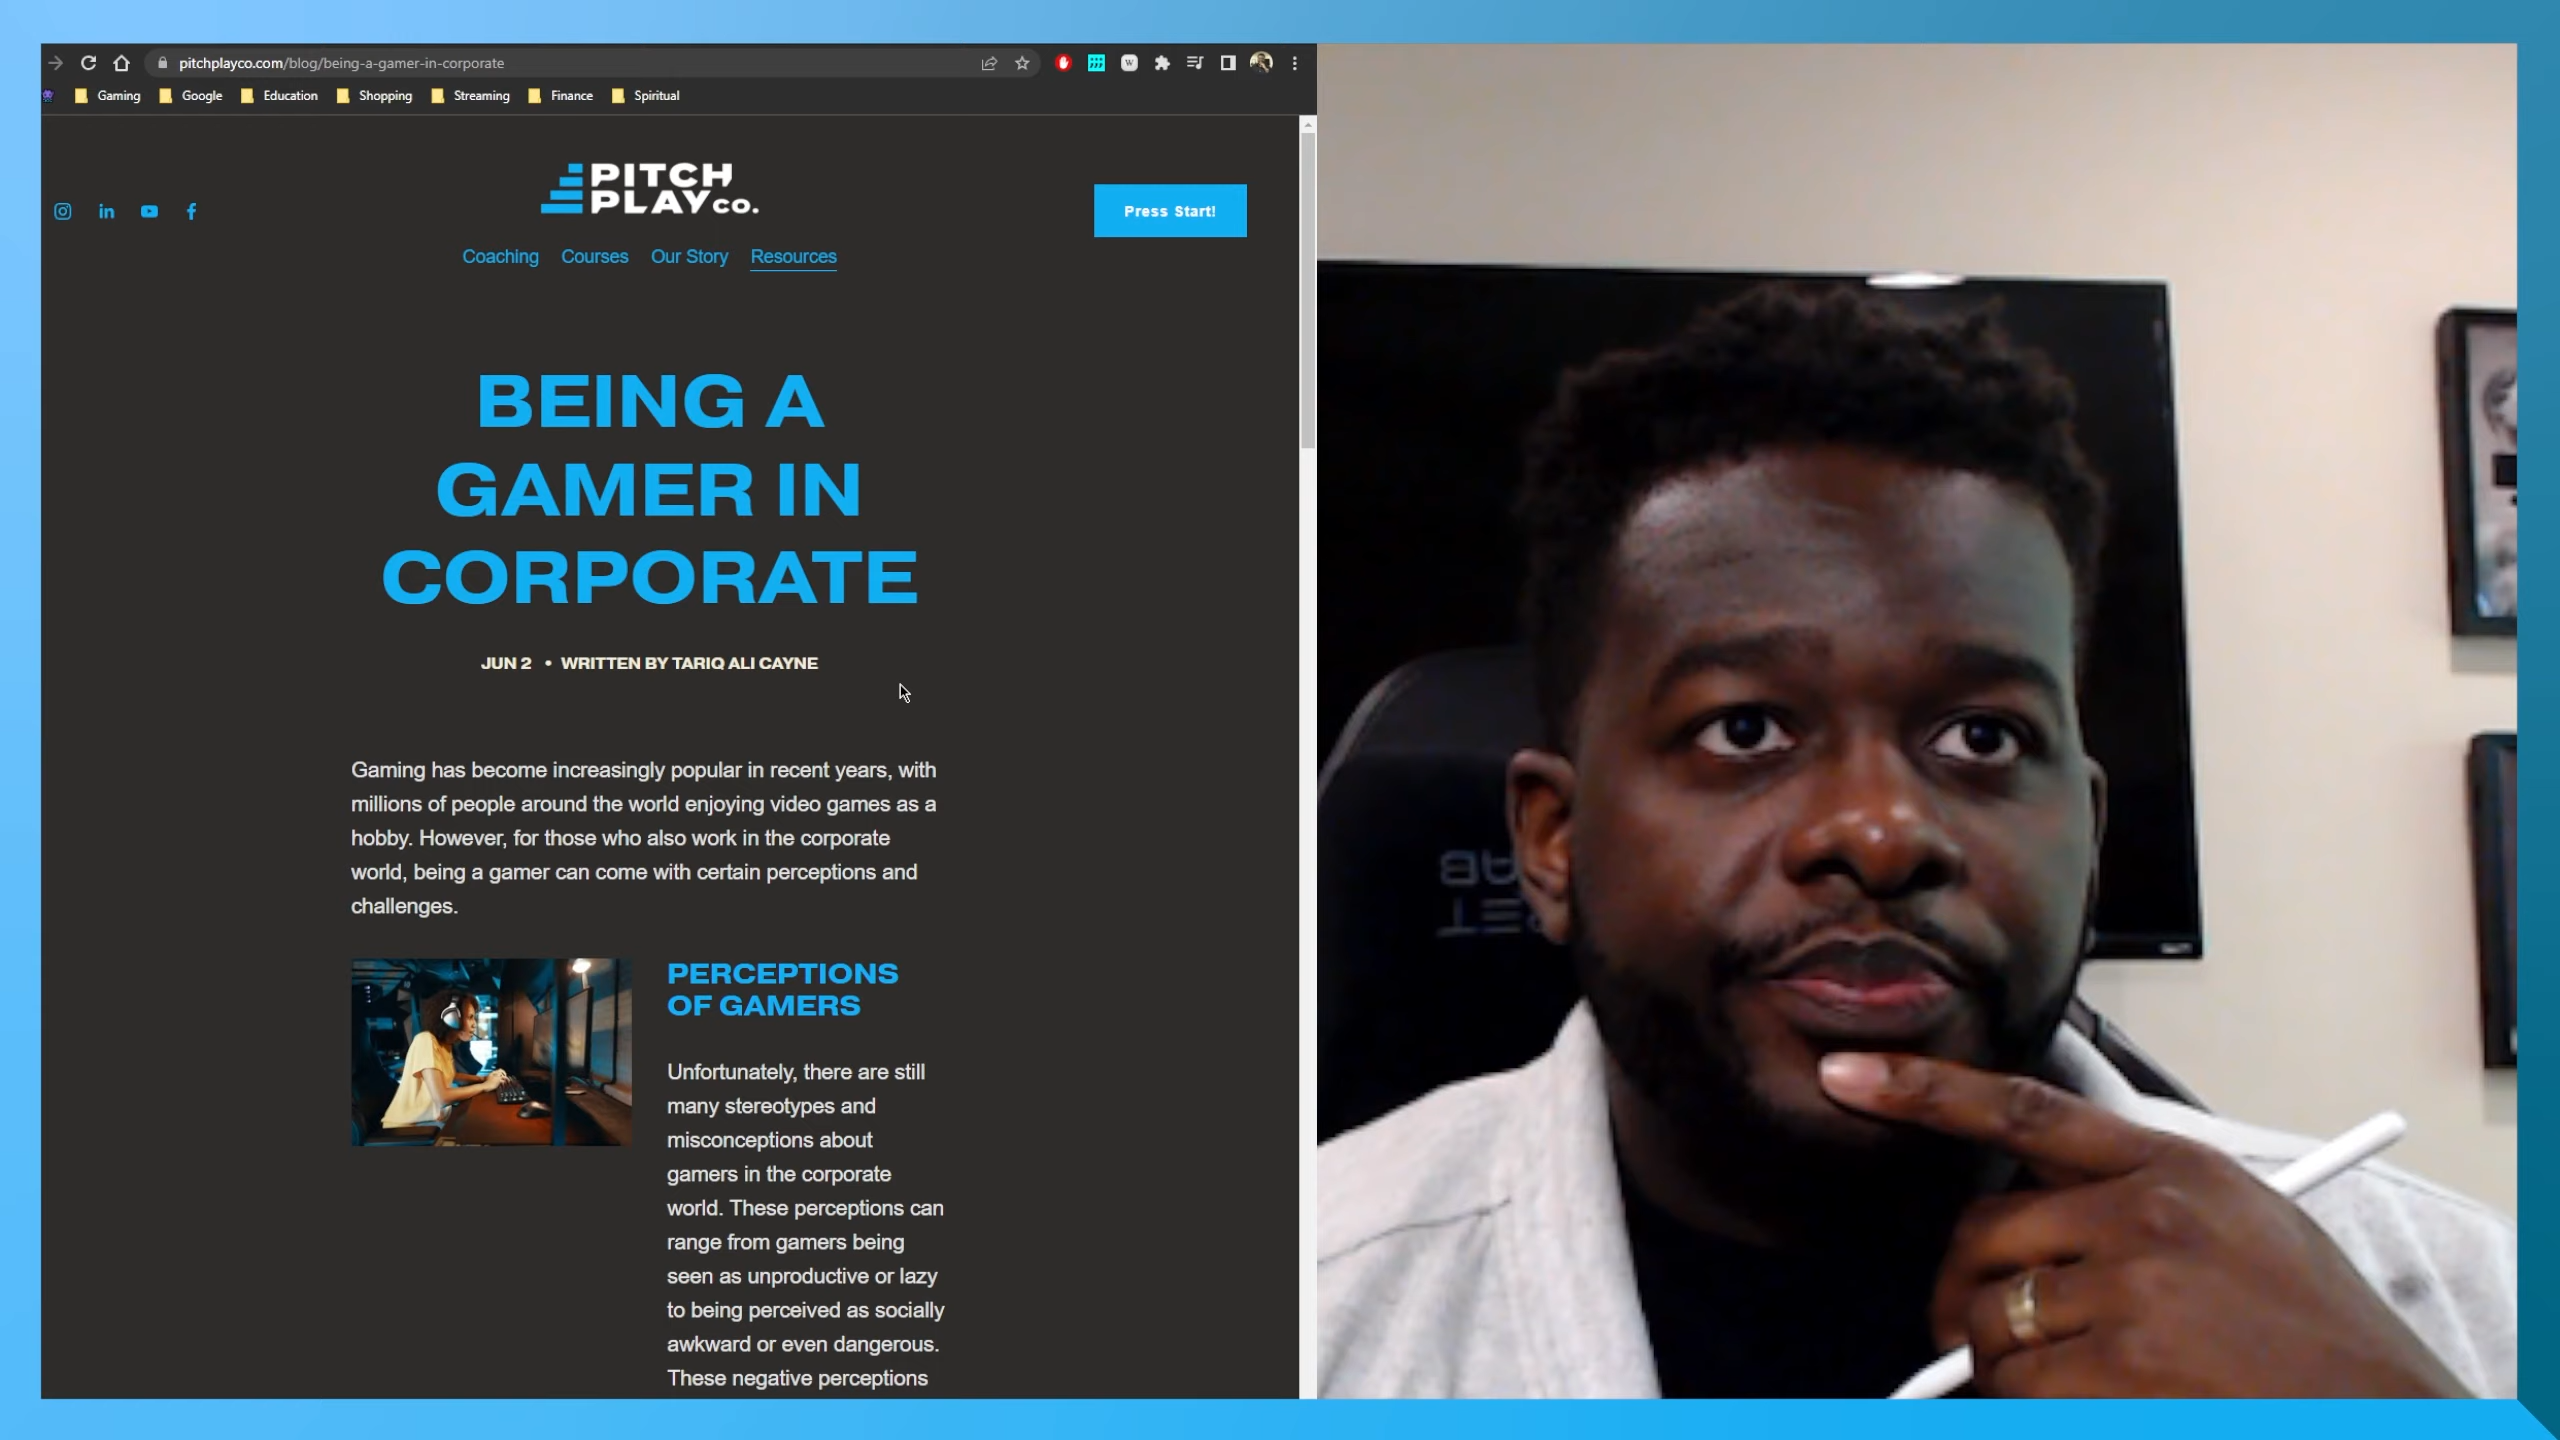 pitchplayco.com/blog/being-a-gamer-in-corporate
Gaming
Google
Education
Shopping
Streaming
Finance
Spiritual
PITCH
PLAY CO.
Press Start!
Coaching
Courses
Our Story
Resources
BEING A
GAMER IN
CORPORATE
JUN 2 • WRITTEN BY TARIQ ALI CAYNE
Gaming has become increasingly popular in recent years, with
millions of people around the world enjoying video games as a
hobby. However, for those who also work in the corporate
world, being a gamer can come with certain perceptions and
challenges.
PERCEPTIONS
OF GAMERS
Unfortunately, there are still
many stereotypes and
misconceptions about
gamers in the corporate
world. These perceptions can
range from gamers being
seen as unproductive or lazy
to being perceived as socially
awkward or even dangerous.
These negative perceptions